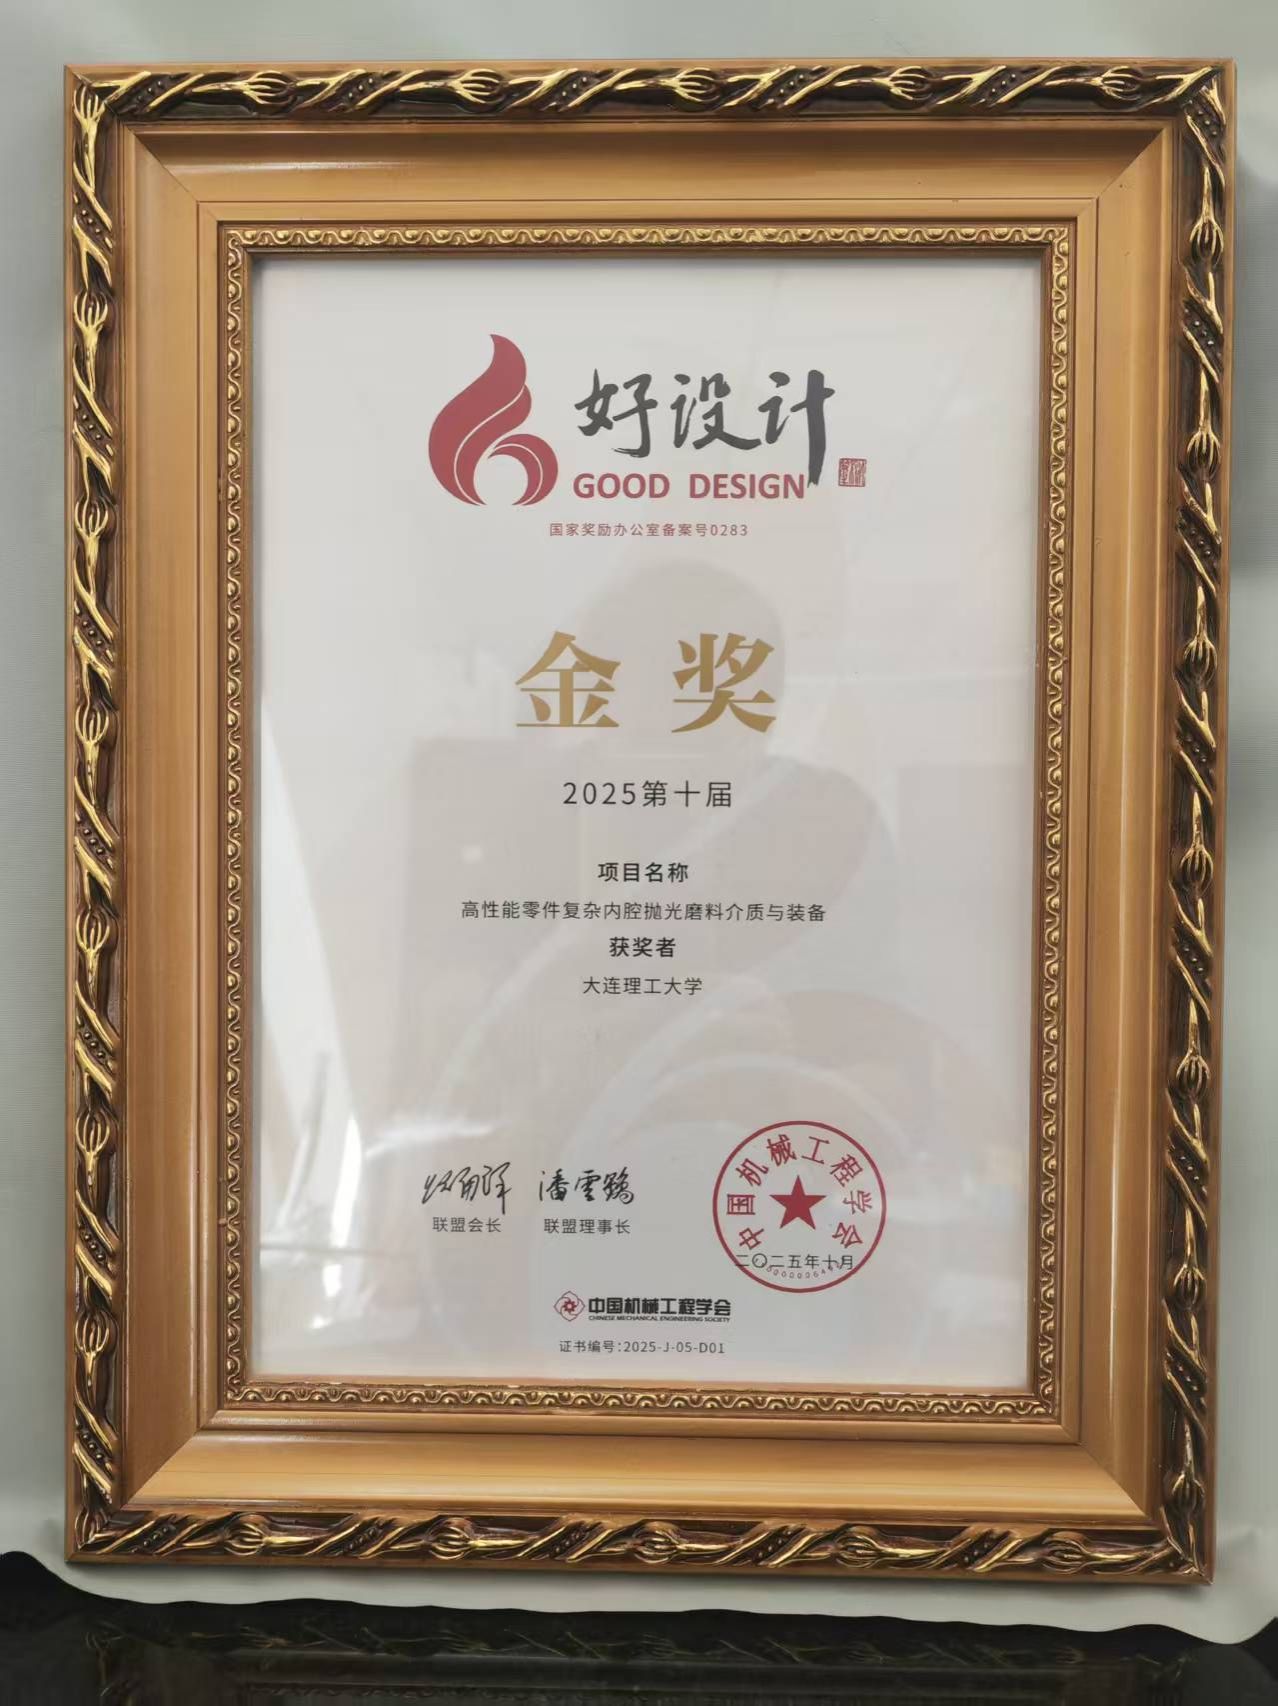 好设计
GOOD DESIGN
国家奖励办公室备案号0283
金奖
2025第十届
项目名称
高性能零件复杂内腔抛光磨料介质与装备
获奖者
大连理工大学
潘雲鶴
联盟会长 联盟理事长
中国机械工程学会
二〇二五年十月
中国机械工程学会
CHINESE MECHANICAL ENGINEERING SOCIETY
证书编号:2025-J-05-D01